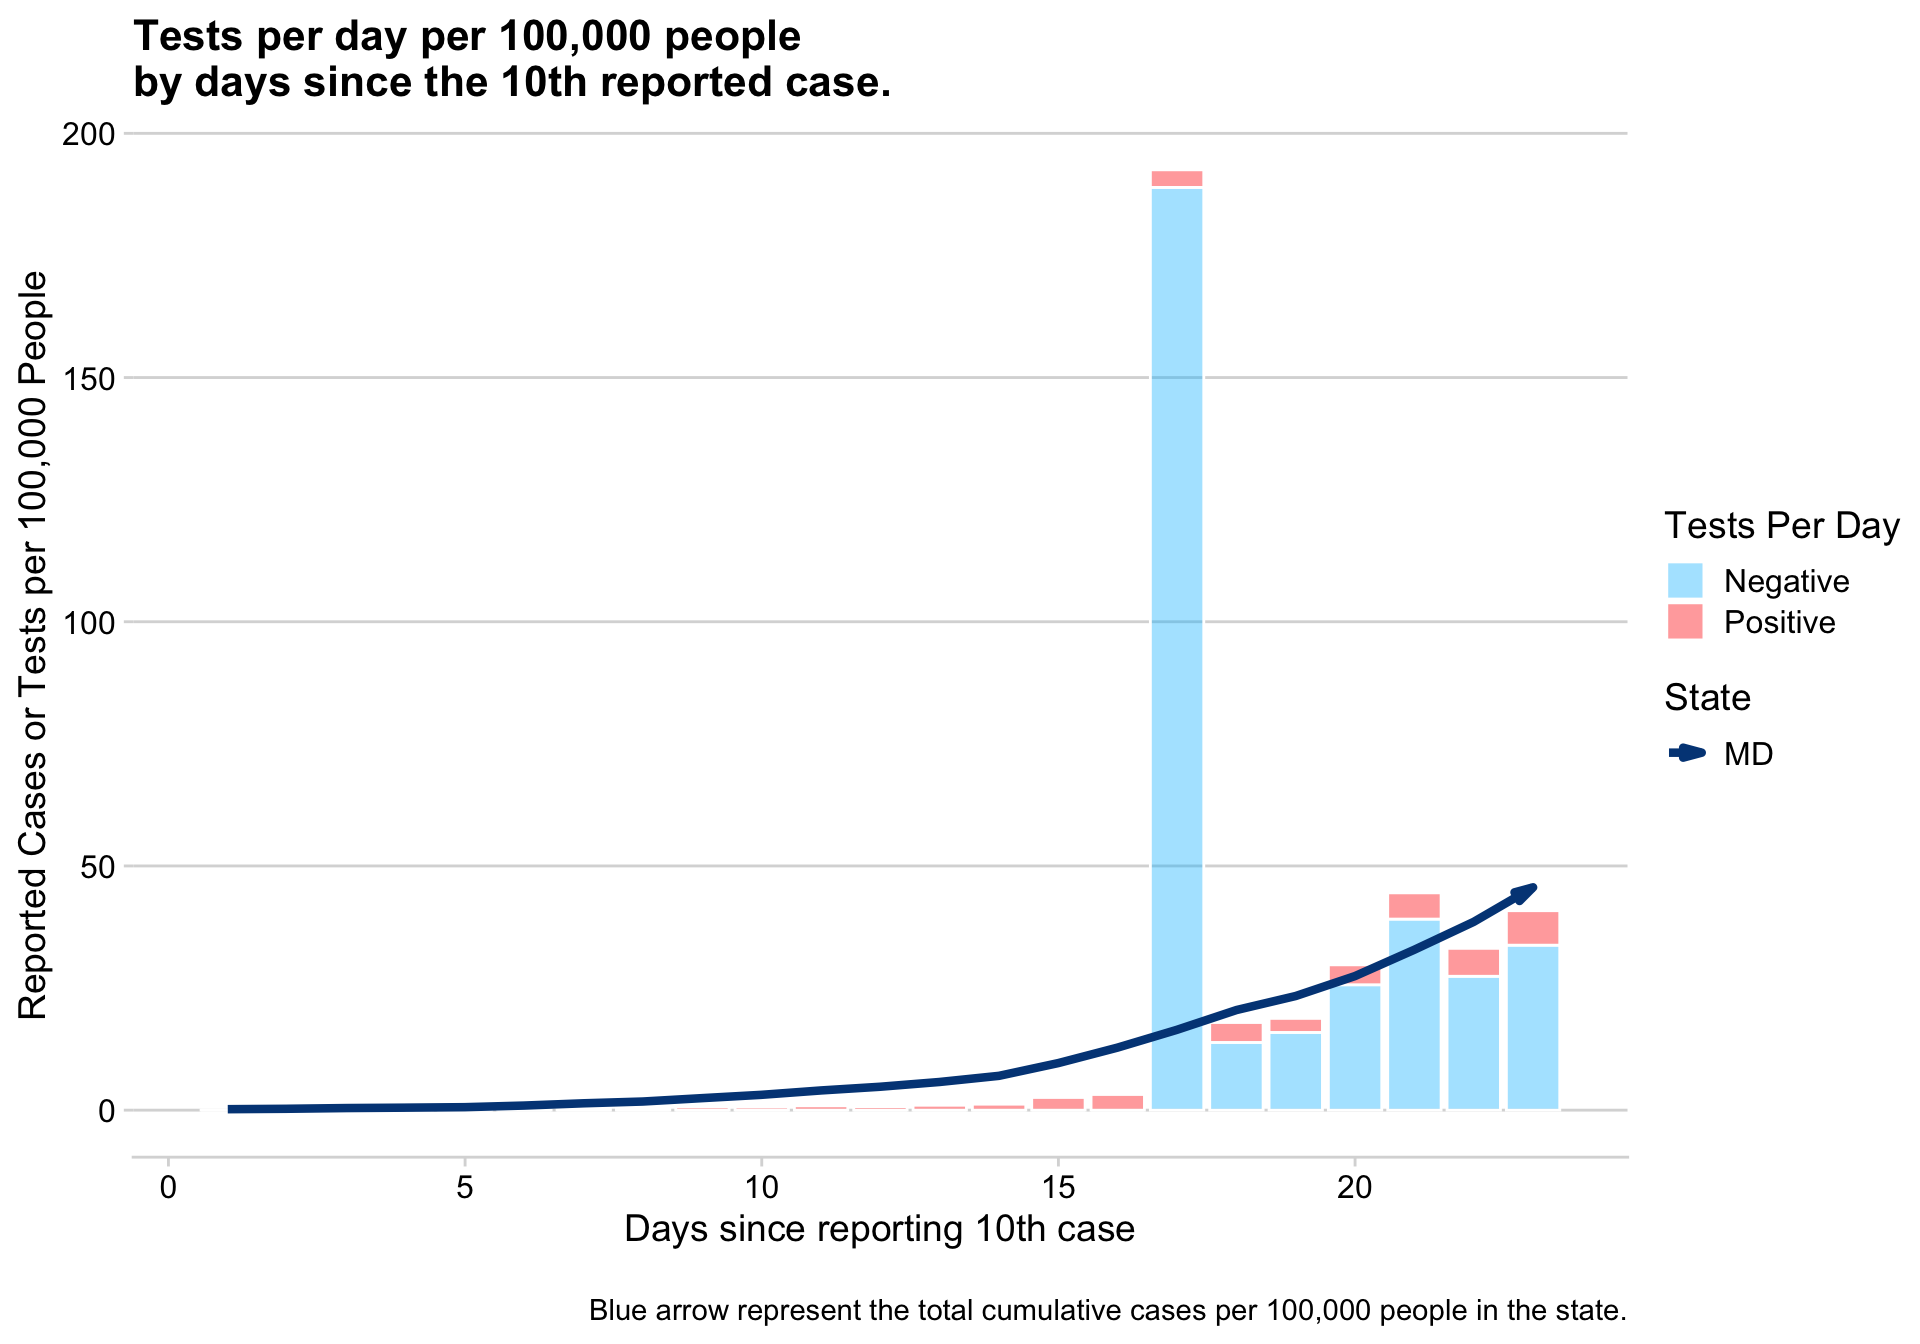 Tests per day per 100,000 people
by days since the 10th reported case.
Reported Cases or Tests per 100,000 People
200
150
100
50
0
0 5 10 15 20
Days since reporting 10th case
Tests Per Day
Negative
Positive
State
MD
Blue arrow represent the total cumulative cases per 100,000 people in the state.